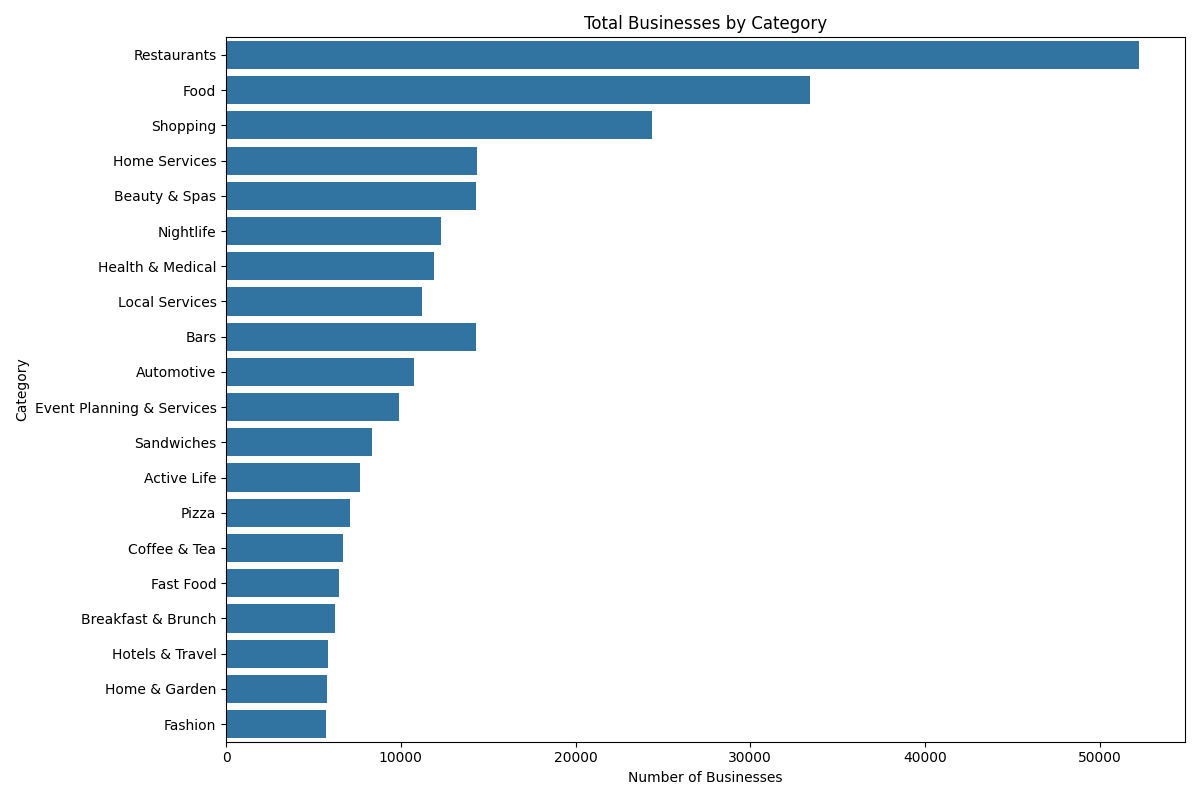 Total Businesses by Category
Restaurants
Food
Shopping
Home Services
Beauty & Spas
Nightlife
Health & Medical
Local Services
Bars
Automotive
Event Planning & Services
Sandwiches
Active Life
Pizza
Coffee & Tea
Fast Food
Breakfast & Brunch
Hotels & Travel
Home & Garden
Fashion
Category
0 10000 20000 30000 40000 50000
Number of Businesses